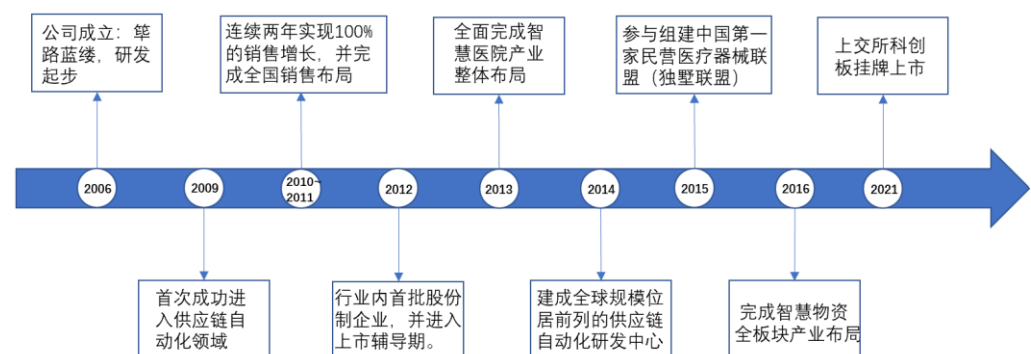 公司成立：筚
路蓝缕，研发
起步
连续两年实现100%
的销售增长，并完
成全国销售布局
全面完成智
慧医院产业
整体布局
参与组建中国第一
家民营医疗器械联
盟（独墅联盟）
上交所科创
板挂牌上市
2006
2009
2010~
2011
2012
2013
2014
2015
2016
2021
首次成功进
入供应链自
动化领域
行业内首批股份
制企业，并进入
上市辅导期。
建成全球规模位
居前列的供应链
自动化研发中心
完成智慧物资
全板块产业布局